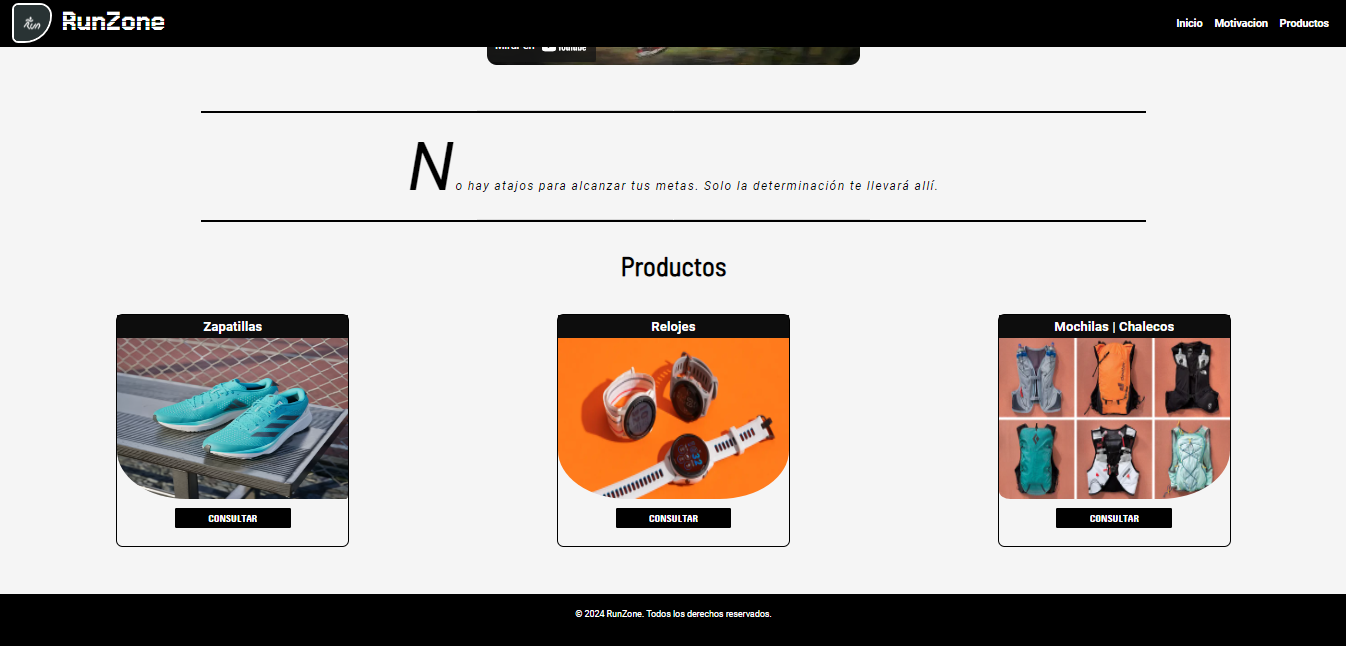 run
RunZone
Inicio Motivacion Productos
Mirar en YouTube
No hay atajos para alcanzar tus metas. Solo la determinación te llevará allí.
Productos
Zapatillas
Relojes
Mochilas | Chalecos
CONSULTAR
CONSULTAR
CONSULTAR
© 2024 RunZone. Todos los derechos reservados.